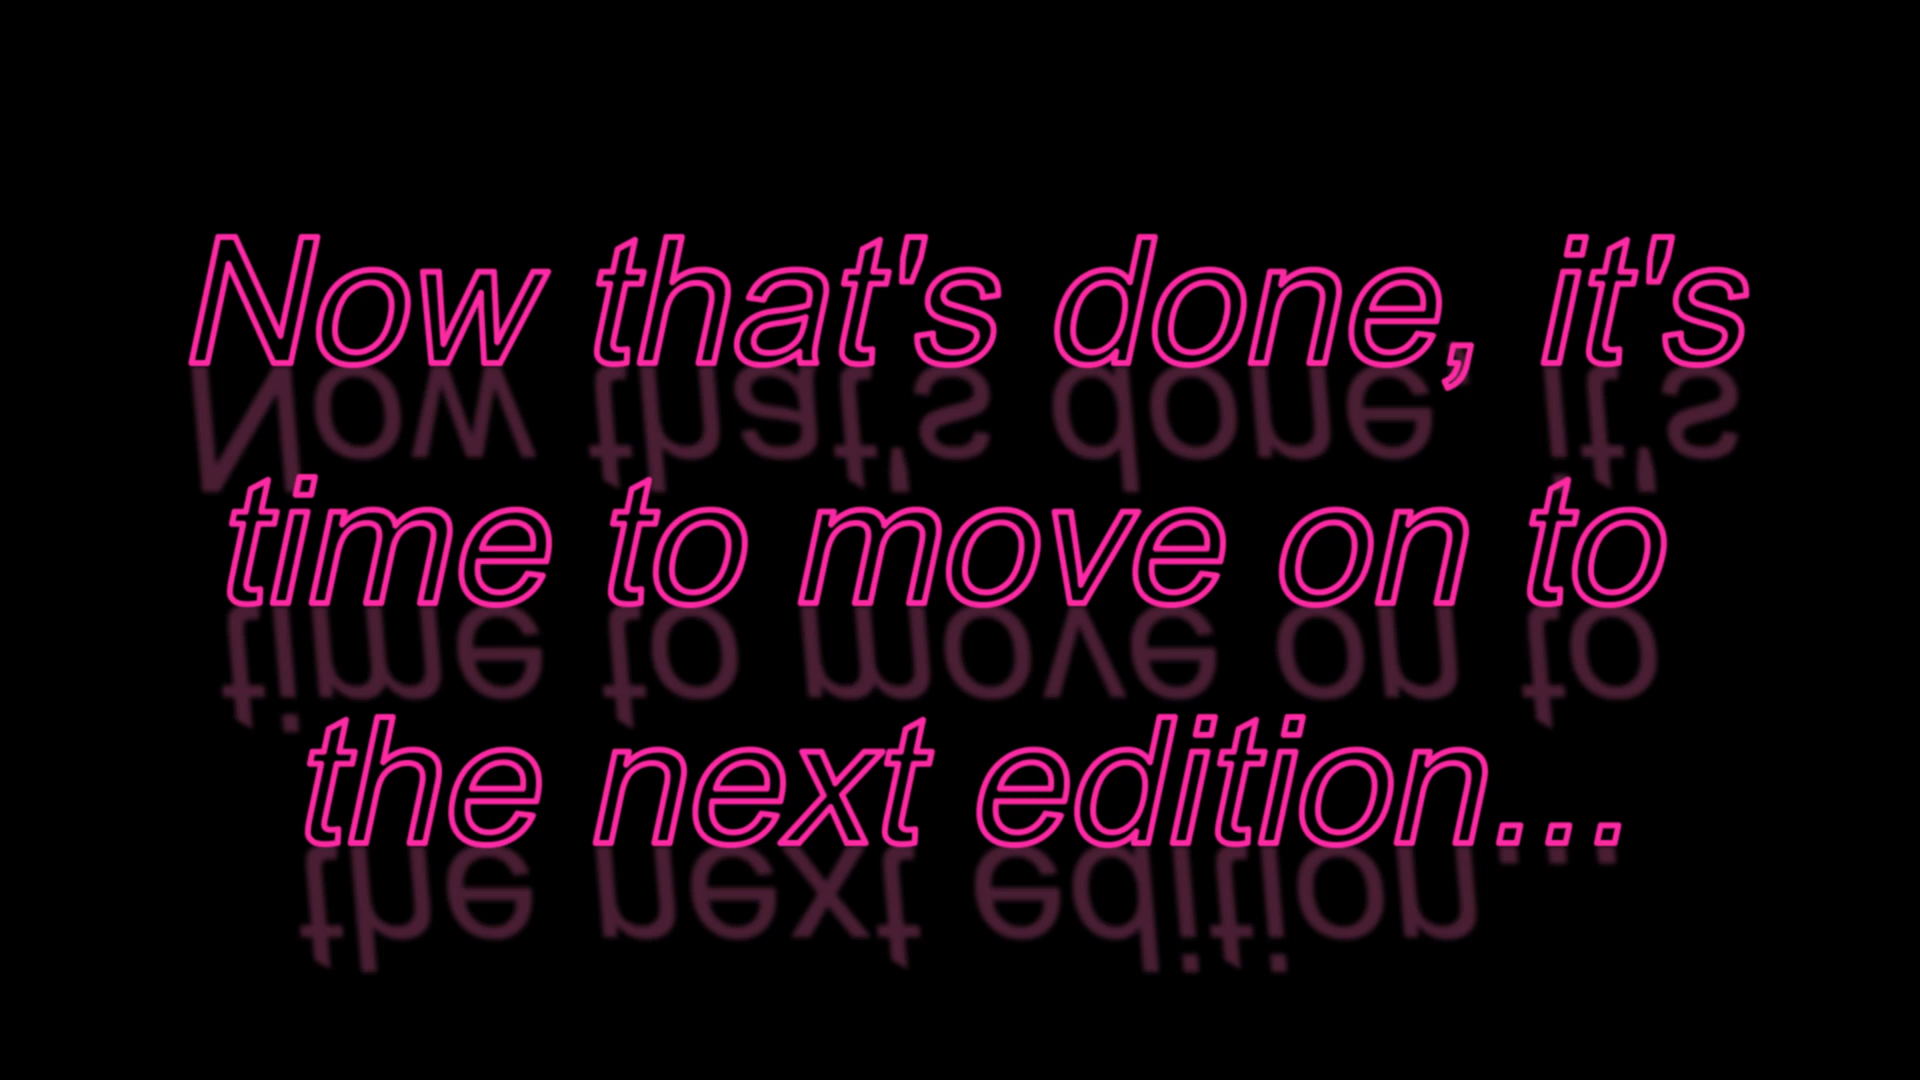 Now that's done, it's
time to move on to
the next edition...